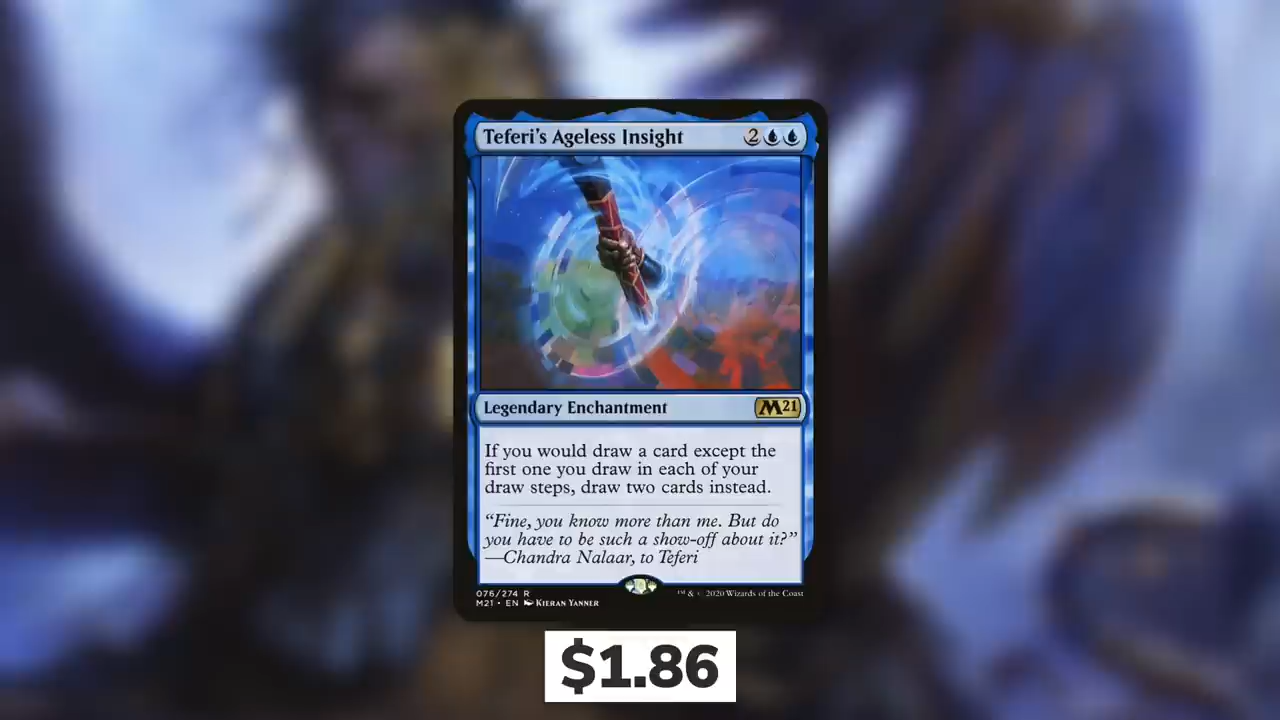 Teferi's Ageless Insight 2
Legendary Enchantment M21
If you would draw a card except the
first one you draw in each of your
draw steps, draw two cards instead.
“Fine, you know more than me. But do
you have to be such a show-off about it?”
—Chandra Nalaar, to Teferi
076/274 R
M21 • EN Kieran Yanner
™ & © 2020 Wizards of the Coast
$1.86